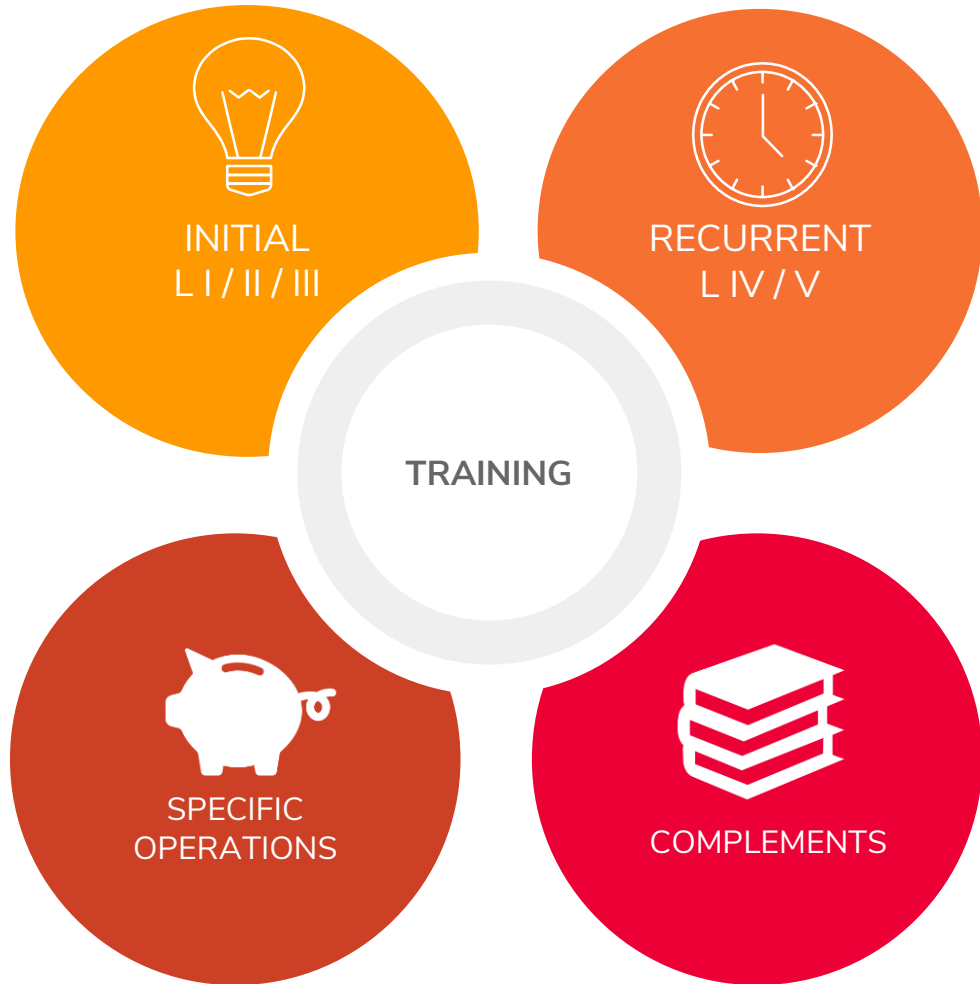 INITIAL
L I / II / III
RECURRENT
L IV / V
TRAINING
SPECIFIC
OPERATIONS
COMPLEMENTS